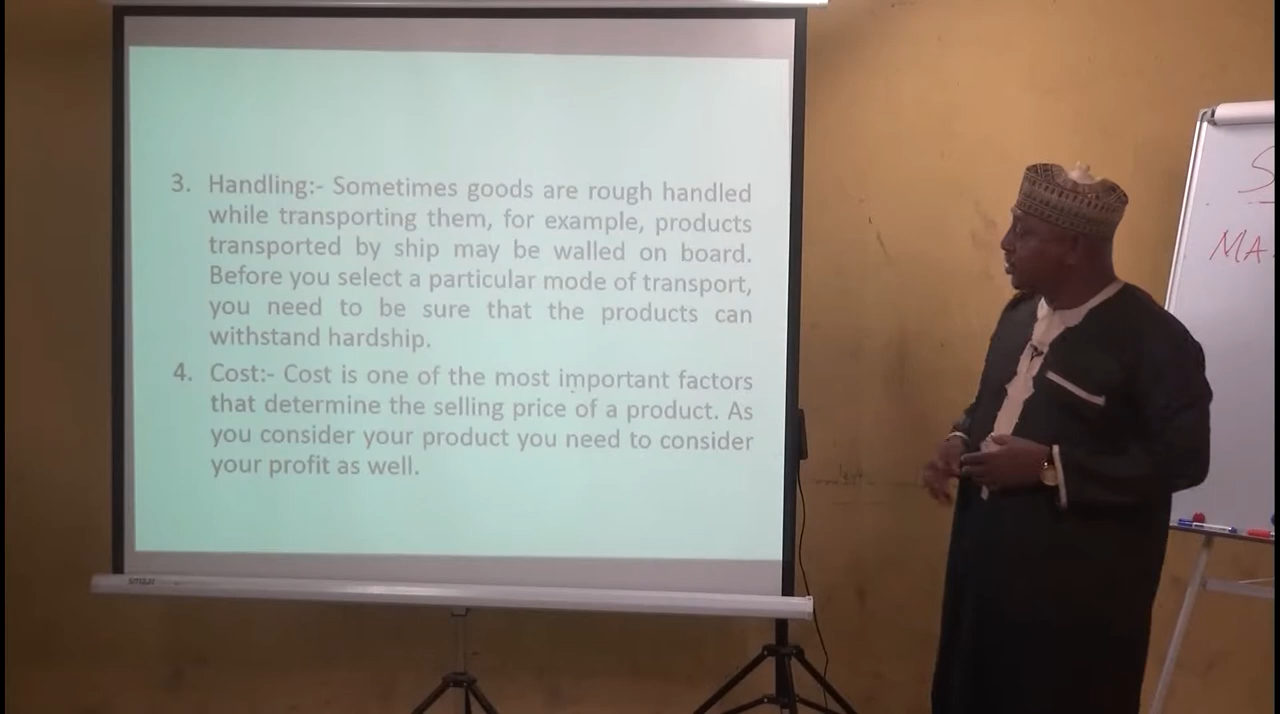 3. Handling:- Sometimes goods are rough handled
while transporting them, for example, products
transported by ship may be walled on board.
Before you select a particular mode of transport,
you need to be sure that the products can
withstand hardship.
4. Cost:- Cost is one of the most important factors
that determine the selling price of a product. As
you consider your product you need to consider
your profit as well.
smaat
S
MA